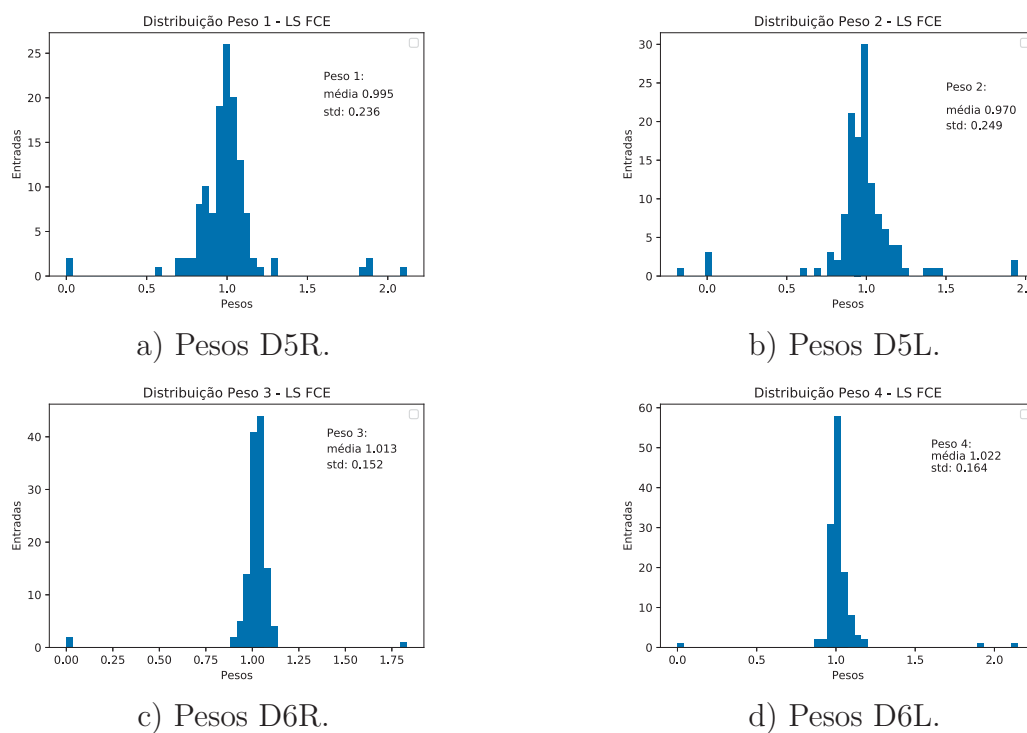 Distribuição Peso 1 - LS FCE
Entradas
25
20
15
10
5
0
Peso 1:
média 0.995
std: 0.236
0.0 0.5 1.0 1.5 2.0
Pesos
a) Pesos D5R.
Distribuição Peso 2 - LS FCE
Entradas
30
25
20
15
10
5
0
Peso 2:
média 0.970
std: 0.249
0.0 0.5 1.0 1.5 2.0
Pesos
b) Pesos D5L.
Distribuição Peso 3 - LS FCE
Entradas
40
30
20
10
0
Peso 3:
média 1.013
std: 0.152
0.00 0.25 0.50 0.75 1.00 1.25 1.50 1.75
Pesos
c) Pesos D6R.
Distribuição Peso 4 - LS FCE
Entradas
60
50
40
30
20
10
0
Peso 4:
média 1.022
std: 0.164
0.0 0.5 1.0 1.5 2.0
Pesos
d) Pesos D6L.